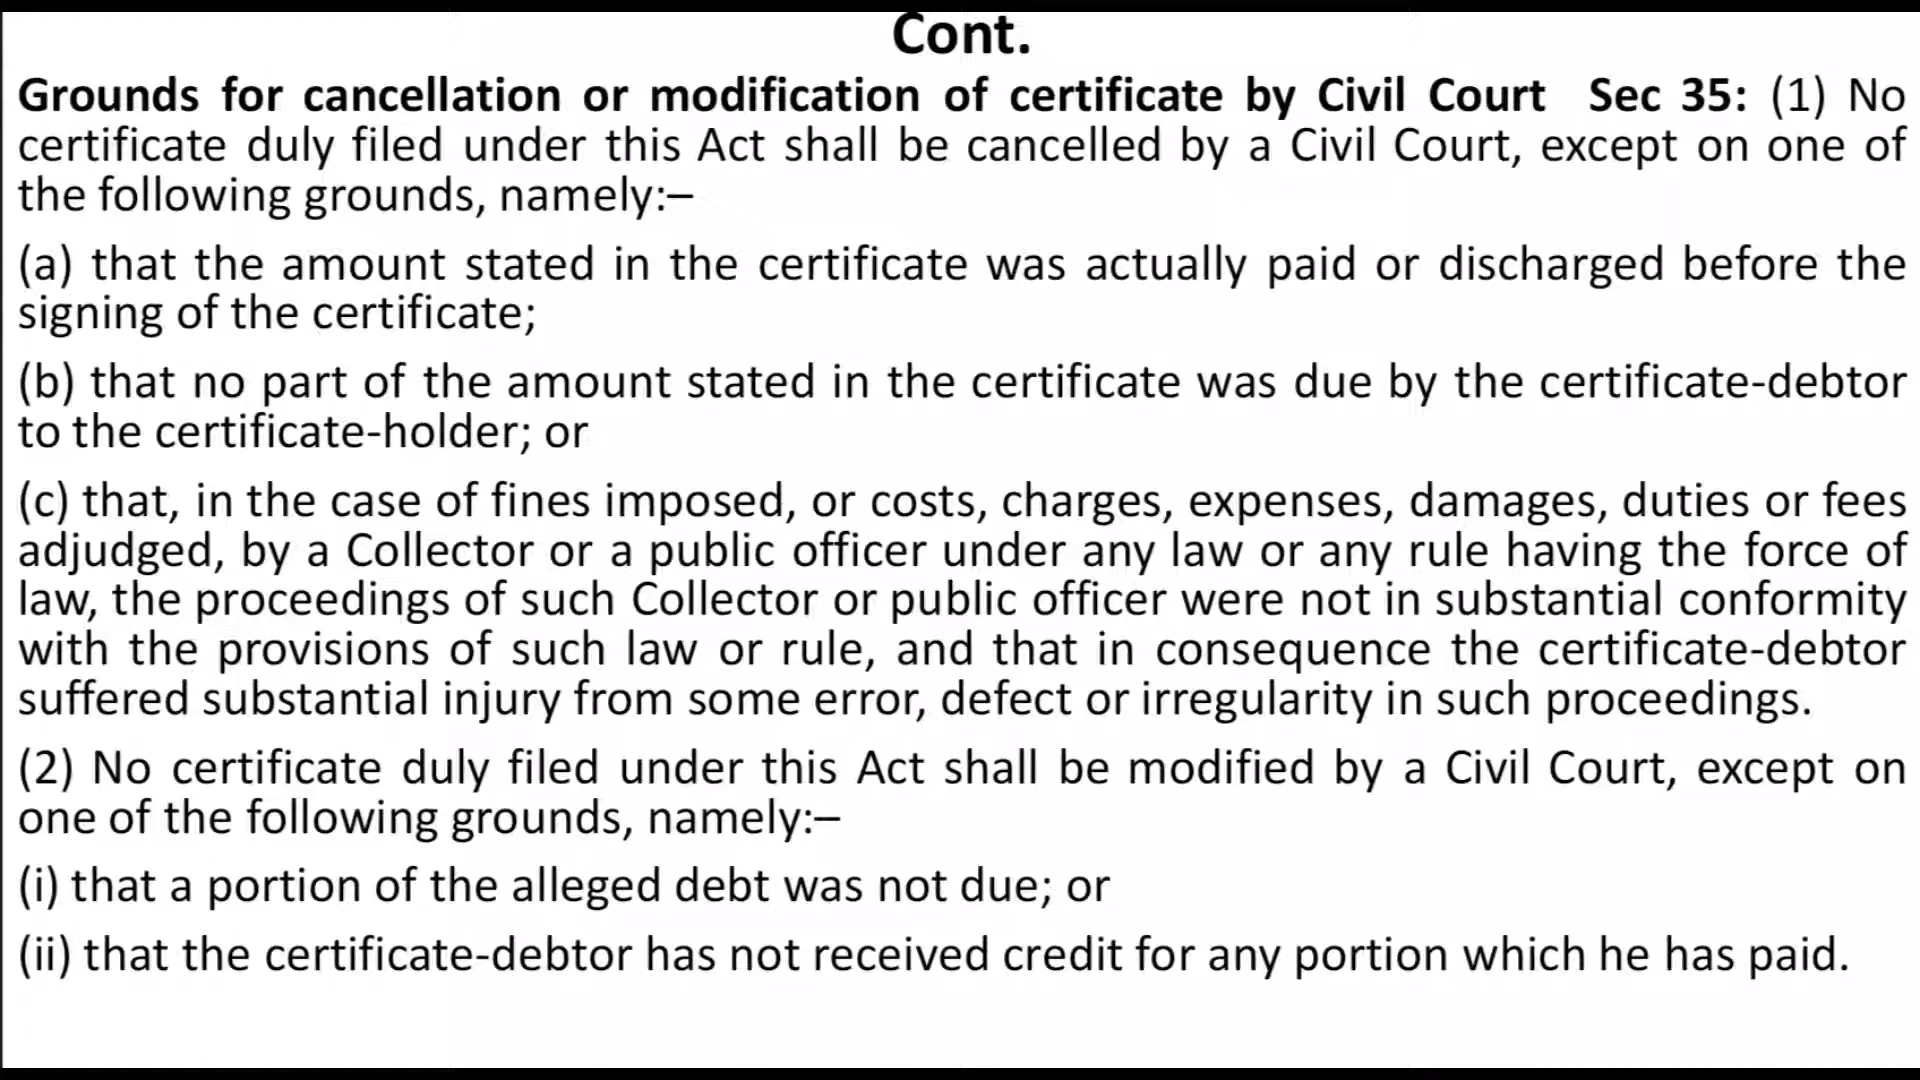 Cont.
Grounds for cancellation or modification of certificate by Civil Court Sec 35: (1) No
certificate duly filed under this Act shall be cancelled by a Civil Court, except on one of
the following grounds, namely:–
(a) that the amount stated in the certificate was actually paid or discharged before the
signing of the certificate;
(b) that no part of the amount stated in the certificate was due by the certificate-debtor
to the certificate-holder; or
(c) that, in the case of fines imposed, or costs, charges, expenses, damages, duties or fees
adjudged, by a Collector or a public officer under any law or any rule having the force of
law, the proceedings of such Collector or public officer were not in substantial conformity
with the provisions of such law or rule, and that in consequence the certificate-debtor
suffered substantial injury from some error, defect or irregularity in such proceedings.
(2) No certificate duly filed under this Act shall be modified by a Civil Court, except on
one of the following grounds, namely:–
(i) that a portion of the alleged debt was not due; or
(ii) that the certificate-debtor has not received credit for any portion which he has paid.